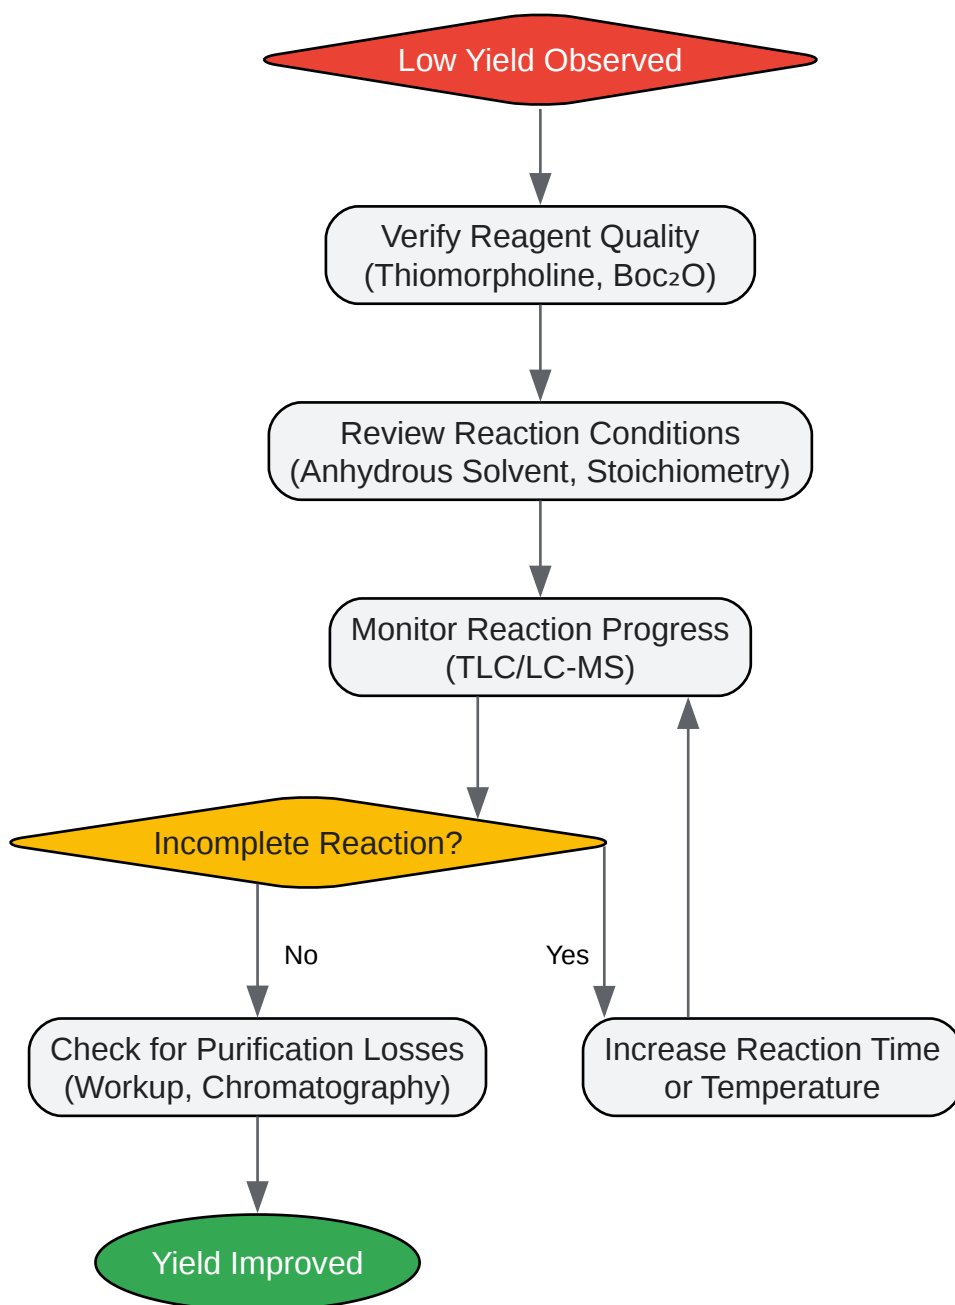 Low Yield Observed
Verify Reagent Quality
(Thiomorpholine, Boc₂O)
Review Reaction Conditions
(Anhydrous Solvent, Stoichiometry)
Monitor Reaction Progress
(TLC/LC-MS)
Incomplete Reaction?
No
Yes
Check for Purification Losses
(Workup, Chromatography)
Increase Reaction Time
or Temperature
Yield Improved